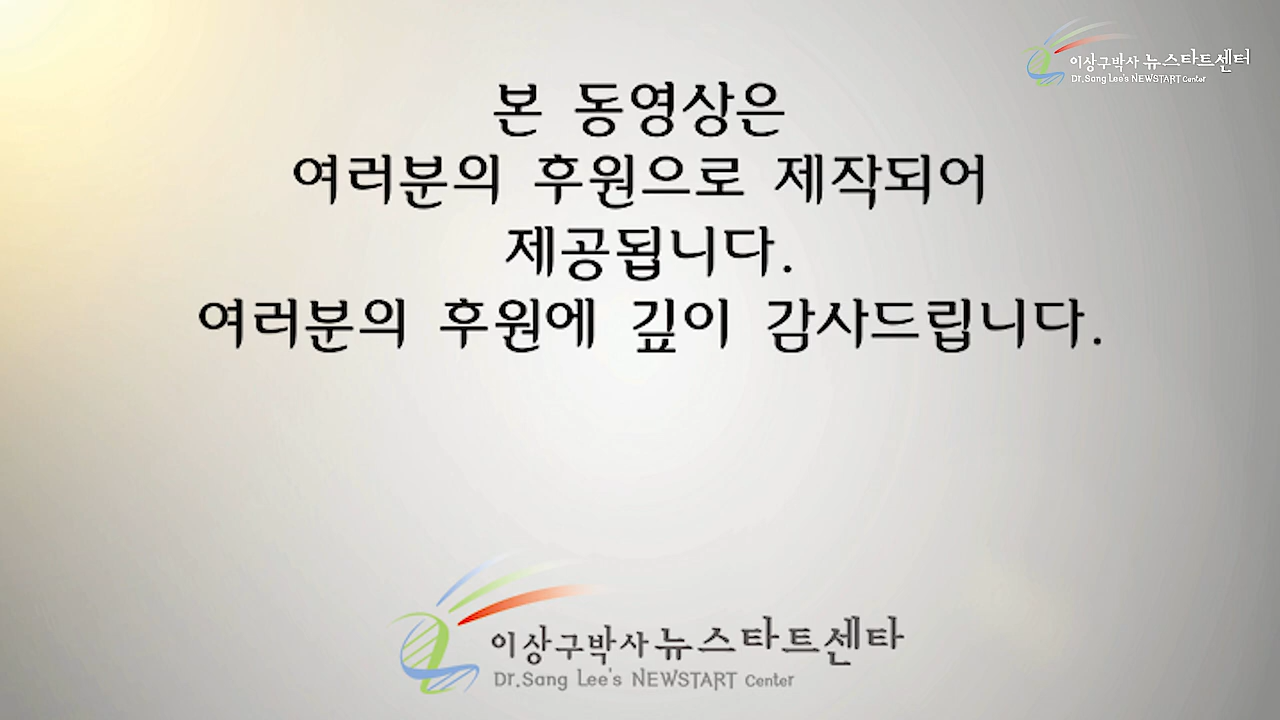 이상구박사 뉴스타트센터
Dr.Sang Lee's NEWSTART Center
본 동영상은
여러분의 후원으로 제작되어
제공됩니다.
여러분의 후원에 깊이 감사드립니다.
이상구박사 뉴스타트센타
Dr.Sang Lee's NEWSTART Center